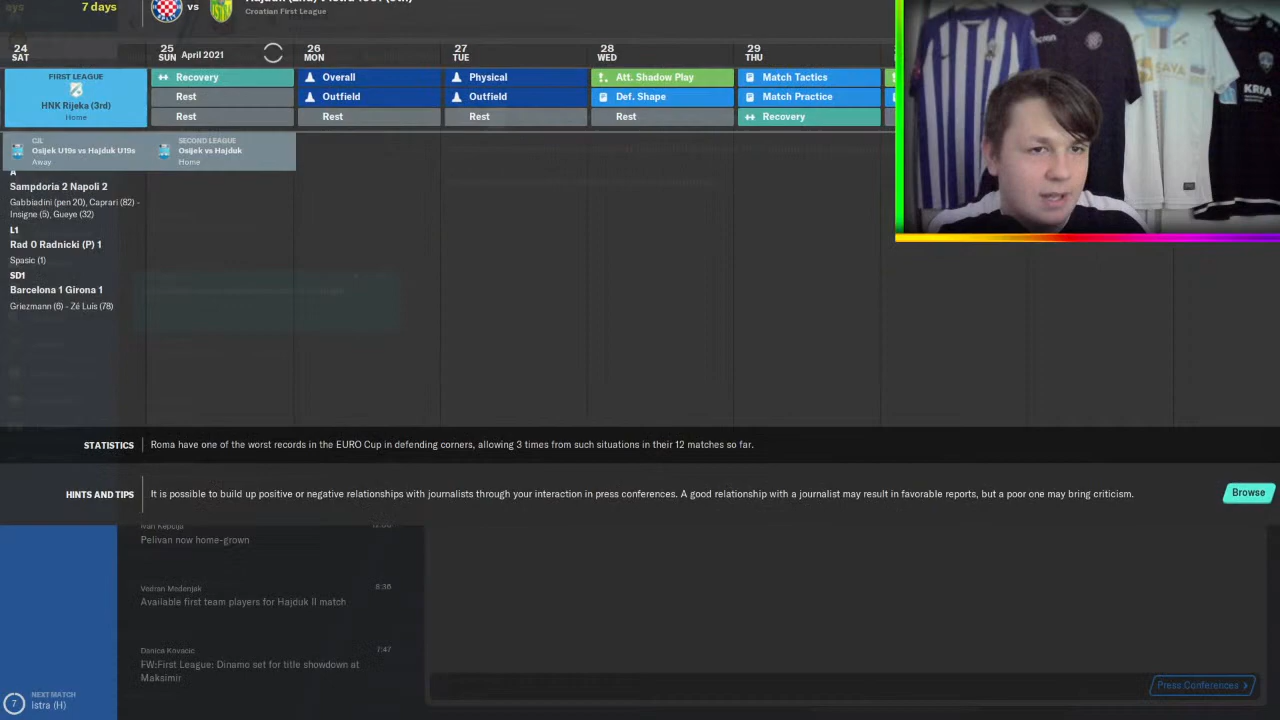 7 days
vs
Croatian First League
24
SAT
25
SUN
April 2021
26
MON
27
TUE
28
WED
29
THU
FIRST LEAGUE
HNK Rijeka (3rd)
Home
Recovery
Rest
Rest
Overall
Outfield
Rest
Physical
Outfield
Rest
Att. Shadow Play
Def. Shape
Rest
Match Tactics
Match Practice
Recovery
CJL
Osijek U19s vs Hajduk U19s
Away
SECOND LEAGUE
Osijek vs Hajduk
Home
A
Sampdoria 2 Napoli 2
Gabbiadini (pen 20), Caprari (82) -
Insigne (5), Gueye (32)
L1
Rad 0 Radnicki (P) 1
Spasic (1)
SD1
Barcelona 1 Girona 1
Griezmann (6) - Zé Luis (78)
STATISTICS
Roma have one of the worst records in the EURO Cup in defending corners, allowing 3 times from such situations in their 12 matches so far.
HINTS AND TIPS
It is possible to build up positive or negative relationships with journalists through your interaction in press conferences. A good relationship with a journalist may result in favorable reports, but a poor one may bring criticism.
Browse
Pelivan now home-grown
Vedran Medenjak
8:36
Available first team players for Hajduk II match
Danica Kovacic
7:47
FW:First League: Dinamo set for title showdown at
Maksimir
Press Conferences
7
NEXT MATCH
Istra (H)
KRKA